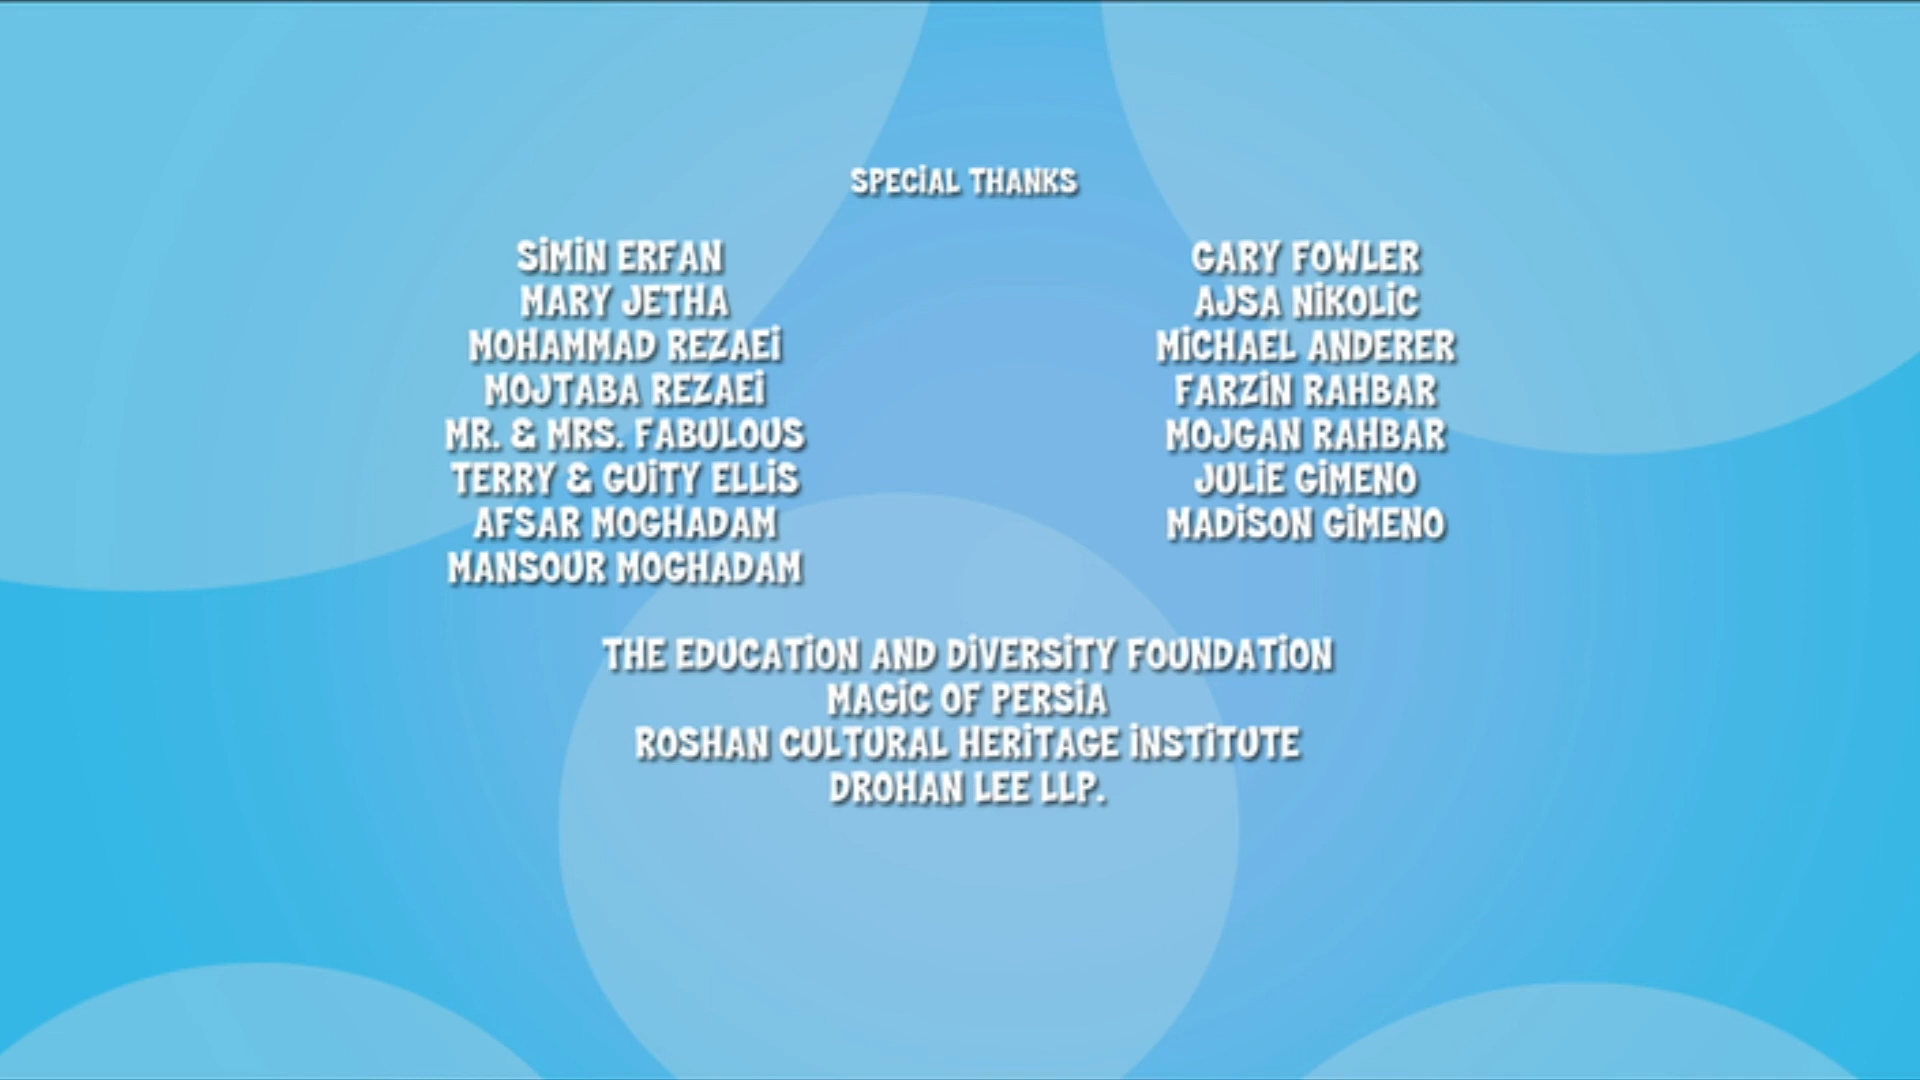 SPECiAL THANKS
SiMiN ERFAN
MARY JETHA
MOHAMMAD REZAEi
MOJTABA REZAEi
MR. & MRS. FABULOUS
TERRY & GUiTY ELLiS
AFSAR MOGHADAM
MANSOUR MOGHADAM
GARY FOWLER
AJSA NiKOLiC
MiCHAEL ANDERER
FARZiN RAHBAR
MOJGAN RAHBAR
JULiE GiMENO
MADiSON GiMENO
THE EDUCATiON AND DiVERSiTY FOUNDATiON
MAGiC OF PERSiA
ROSHAN CULTURAL HERiTAGE iNSTiTUTE
DROHAN LEE LLP.